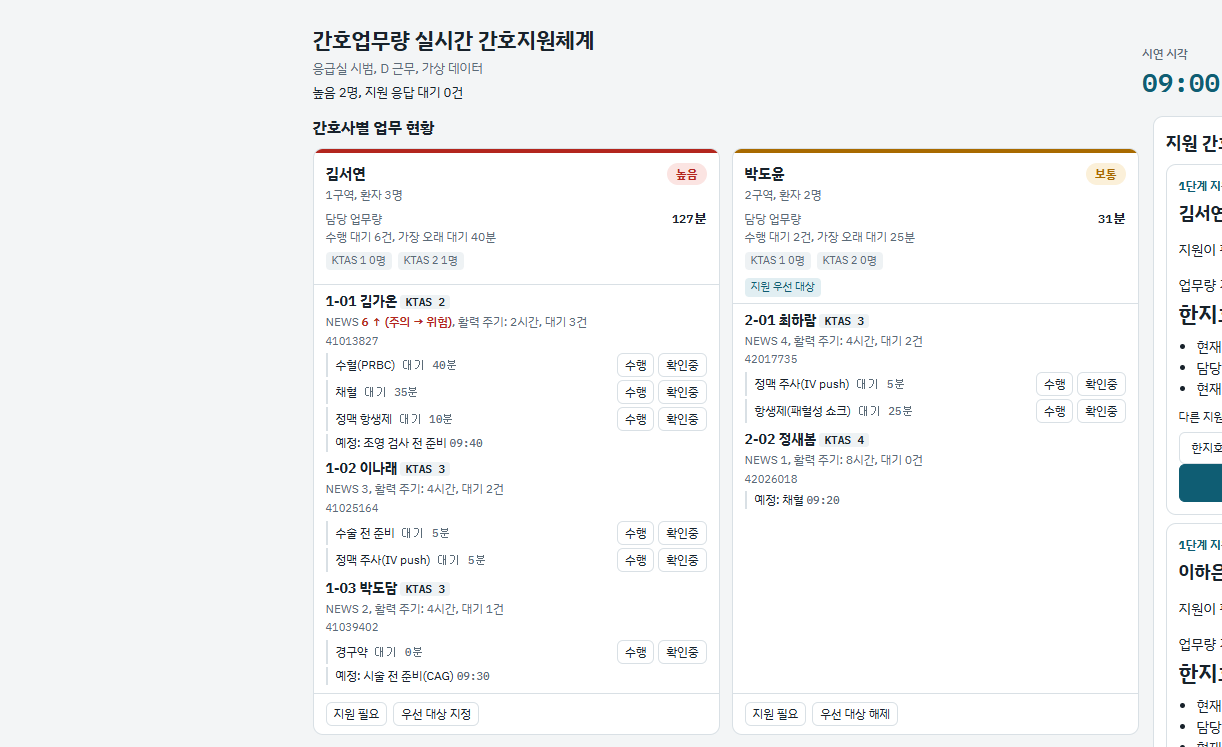 간호업무량 실시간 간호지원체계
응급실 시범, D 근무, 가상 데이터
높음 2명, 지원 응답 대기 0건
시연 시각
09:00
간호사별 업무 현황
김서연
높음
1구역, 환자 3명
담당 업무량
127분
수행 대기 6건, 가장 오래 대기 40분
KTAS 1 0명
KTAS 2 1명
1-01 김가온 KTAS 2
NEWS 6 ↑ (주의 → 위험), 활력 주기: 2시간, 대기 3건
41013827
수혈(PRBC) 대기 40분 수행 확인중
채혈 대기 35분 수행 확인중
정맥 항생제 대기 10분 수행 확인중
예정: 조영 검사 전 준비 09:40
1-02 이나래 KTAS 3
NEWS 3, 활력 주기: 4시간, 대기 2건
41025164
수술 전 준비 대기 5분 수행 확인중
정맥 주사(IV push) 대기 5분 수행 확인중
1-03 박도담 KTAS 3
NEWS 2, 활력 주기: 4시간, 대기 1건
41039402
경구약 대기 0분 수행 확인중
예정: 시술 전 준비(CAG) 09:30
지원 필요 우선 대상 지정
박도윤
보통
2구역, 환자 2명
담당 업무량
31분
수행 대기 2건, 가장 오래 대기 25분
KTAS 1 0명
KTAS 2 0명
지원 우선 대상
2-01 최하람 KTAS 3
NEWS 4, 활력 주기: 4시간, 대기 2건
42017735
정맥 주사(IV push) 대기 5분 수행 확인중
항생제(패혈성 쇼크) 대기 25분 수행 확인중
2-02 정새봄 KTAS 4
NEWS 1, 활력 주기: 8시간, 대기 0건
42026018
예정: 채혈 09:20
지원 필요 우선 대상 해제
지원
1단계
김서연
지원이
업무량
현재
담당
현재
다른 지원
1단계
지원이
업무량
현재
담당